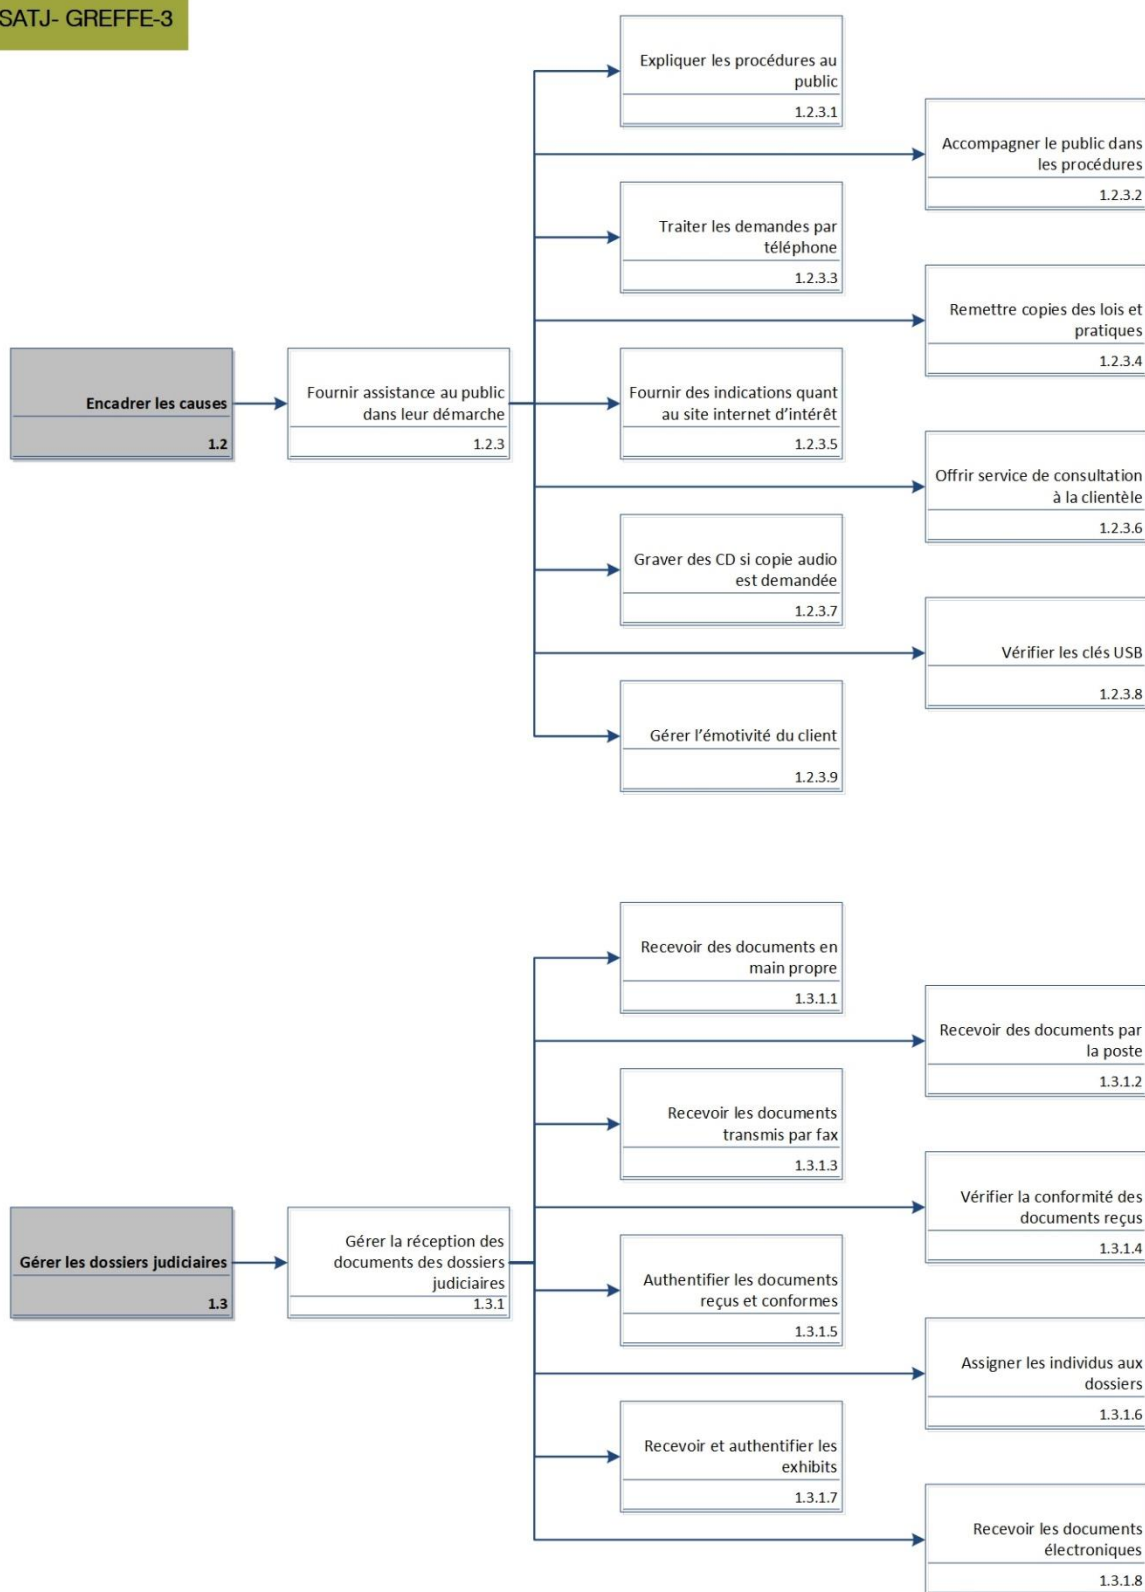 SATJ- GREFFE-3
Expliquer les procédures au
public
1.2.3.1
Accompagner le public dans
les procédures
1.2.3.2
Traiter les demandes par
téléphone
1.2.3.3
Remettre copies des lois et
pratiques
1.2.3.4
Encadrer les causes
1.2
Fournir assistance au public
dans leur démarche
1.2.3
Fournir des indications quant
au site internet d’intérêt
1.2.3.5
Offrir service de consultation
à la clientèle
1.2.3.6
Graver des CD si copie audio
est demandée
1.2.3.7
Vérifier les clés USB
1.2.3.8
Gérer l’émotivité du client
1.2.3.9
Recevoir des documents en
main propre
1.3.1.1
Recevoir des documents par
la poste
1.3.1.2
Recevoir les documents
transmis par fax
1.3.1.3
Vérifier la conformité des
documents reçus
1.3.1.4
Gérer les dossiers judiciaires
1.3
Gérer la réception des
documents des dossiers
judiciaires
1.3.1
Authentifier les documents
reçus et conformes
1.3.1.5
Assigner les individus aux
dossiers
1.3.1.6
Recevoir et authentifier les
exhibits
1.3.1.7
Recevoir les documents
électroniques
1.3.1.8